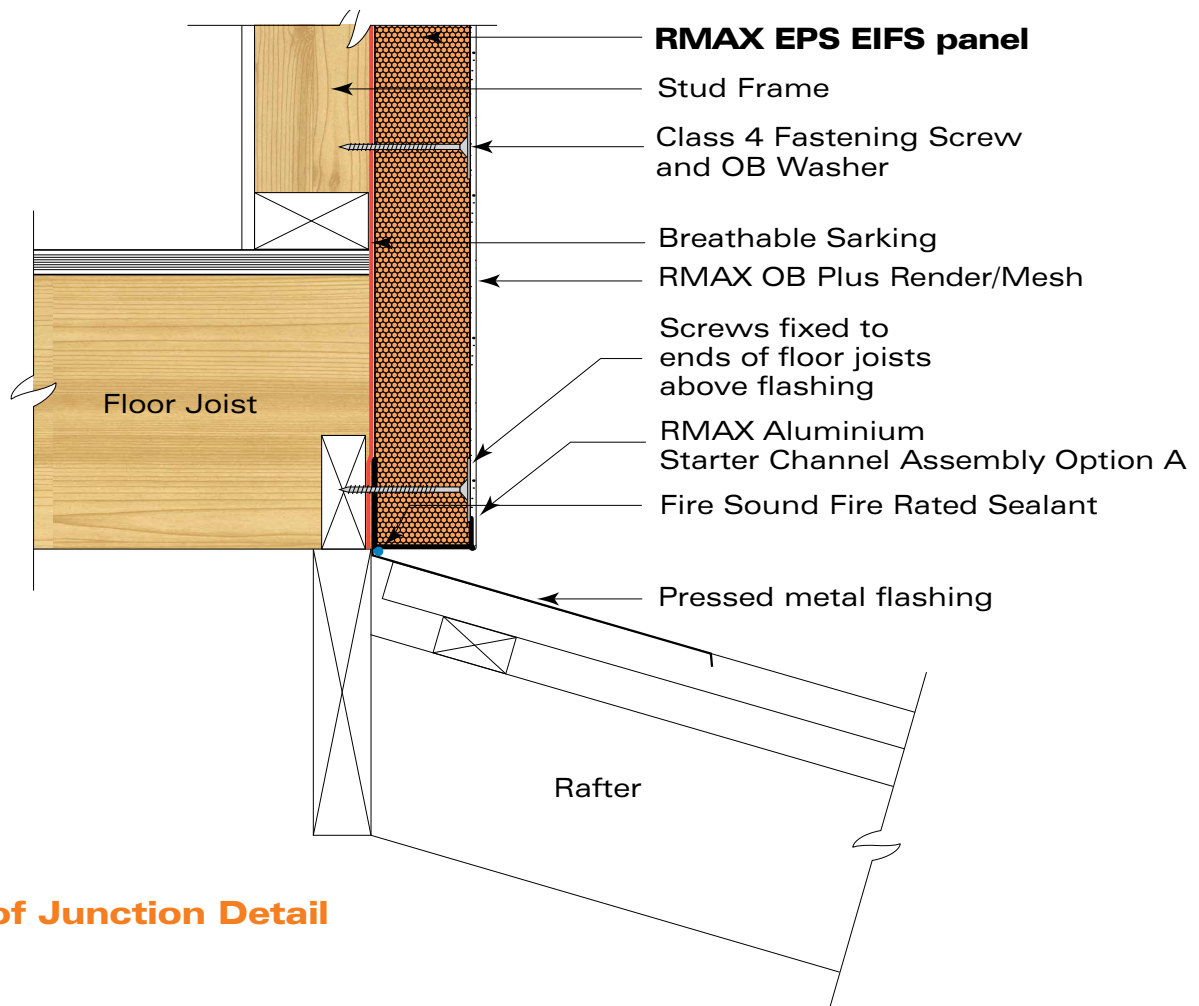 RMAX EPS EIFS panel
Stud Frame
Class 4 Fastening Screw
and OB Washer
Breathable Sarking
RMAX OB Plus Render/Mesh
Screws fixed to
ends of floor joists
above flashing
Floor Joist
RMAX Aluminium
Starter Channel Assembly Option A
Fire Sound Fire Rated Sealant
Pressed metal flashing
Rafter
of Junction Detail